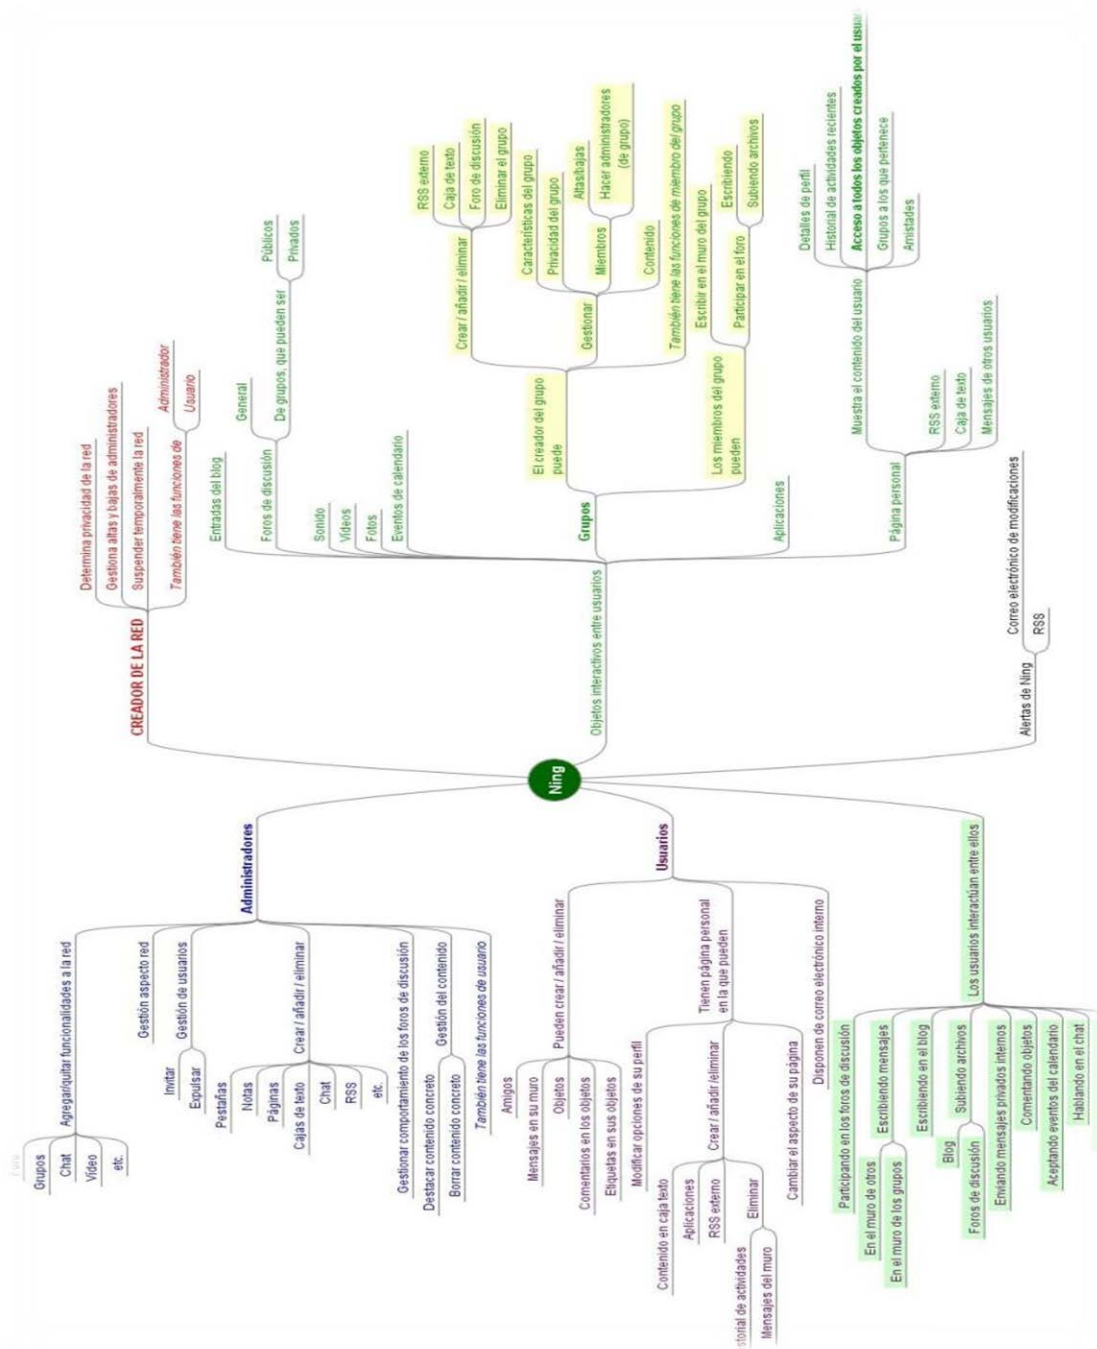 Ning
Administradores
Agregar/quitar funcionalidades a la red
Grupos
Chat
Vídeo
etc.
Gestión aspecto red
Gestión de usuarios
Invitar
Expulsar
Crear / añadir / eliminar
Pestañas
Notas
Páginas
Cajas de texto
Chat
RSS
etc.
Gestionar comportamiento de los foros de discusión
Gestión del contenido
Destacar contenido concreto
Borrar contenido concreto
También tiene las funciones de usuario
Usuarios
Pueden crear / añadir / eliminar
Amigos
Mensajes en su muro
Objetos
Comentarios en los objetos
Etiquetas en sus objetos
Tienen página personal
en la que pueden
Modificar opciones de su perfil
Crear / añadir /eliminar
Contenido en caja texto
Aplicaciones
RSS externo
Eliminar
storial de actividades
Mensajes del muro
Cambiar el aspecto de su página
Disponen de correo electrónico interno
Los usuarios interactúan entre ellos
Participando en los foros de discusión
Escribiendo mensajes
En el muro de otros
En el muro de los grupos
Escribiendo en el blog
Subiendo archivos
Blog
Foros de discusión
Enviando mensajes privados internos
Comentando objetos
Aceptando eventos del calendario
Hablando en el chat
CREADOR DE LA RED
Determina privacidad de la red
Gestiona altas y bajas de administradores
Suspender temporalmente la red
También tiene las funciones de
Administrador
Usuario
Objetos interactivos entre usuarios
Entradas del blog
Foros de discusión
General
De grupos, que pueden ser
Públicos
Privados
Sonido
Vídeos
Fotos
Eventos de calendario
Grupos
El creador del grupo
puede
Crear / añadir / eliminar
RSS externo
Caja de texto
Foro de discusión
Eliminar el grupo
Gestionar
Características del grupo
Privacidad del grupo
Miembros
Altas/bajas
Hacer administradores
(de grupo)
Contenido
También tiene las funciones de miembro del grupo
Los miembros del grupo
pueden
Escribir en el muro del grupo
Participar en el foro
Escribiendo
Subiendo archivos
Aplicaciones
Página personal
Muestra el contenido del usuario
Detalles de perfil
Historial de actividades recientes
Acceso a todos los objetos creados por el usuar
Grupos a los que pertenece
Amistades
RSS externo
Caja de texto
Mensajes de otros usuarios
Alertas de Ning
Correo electrónico de modificaciones
RSS